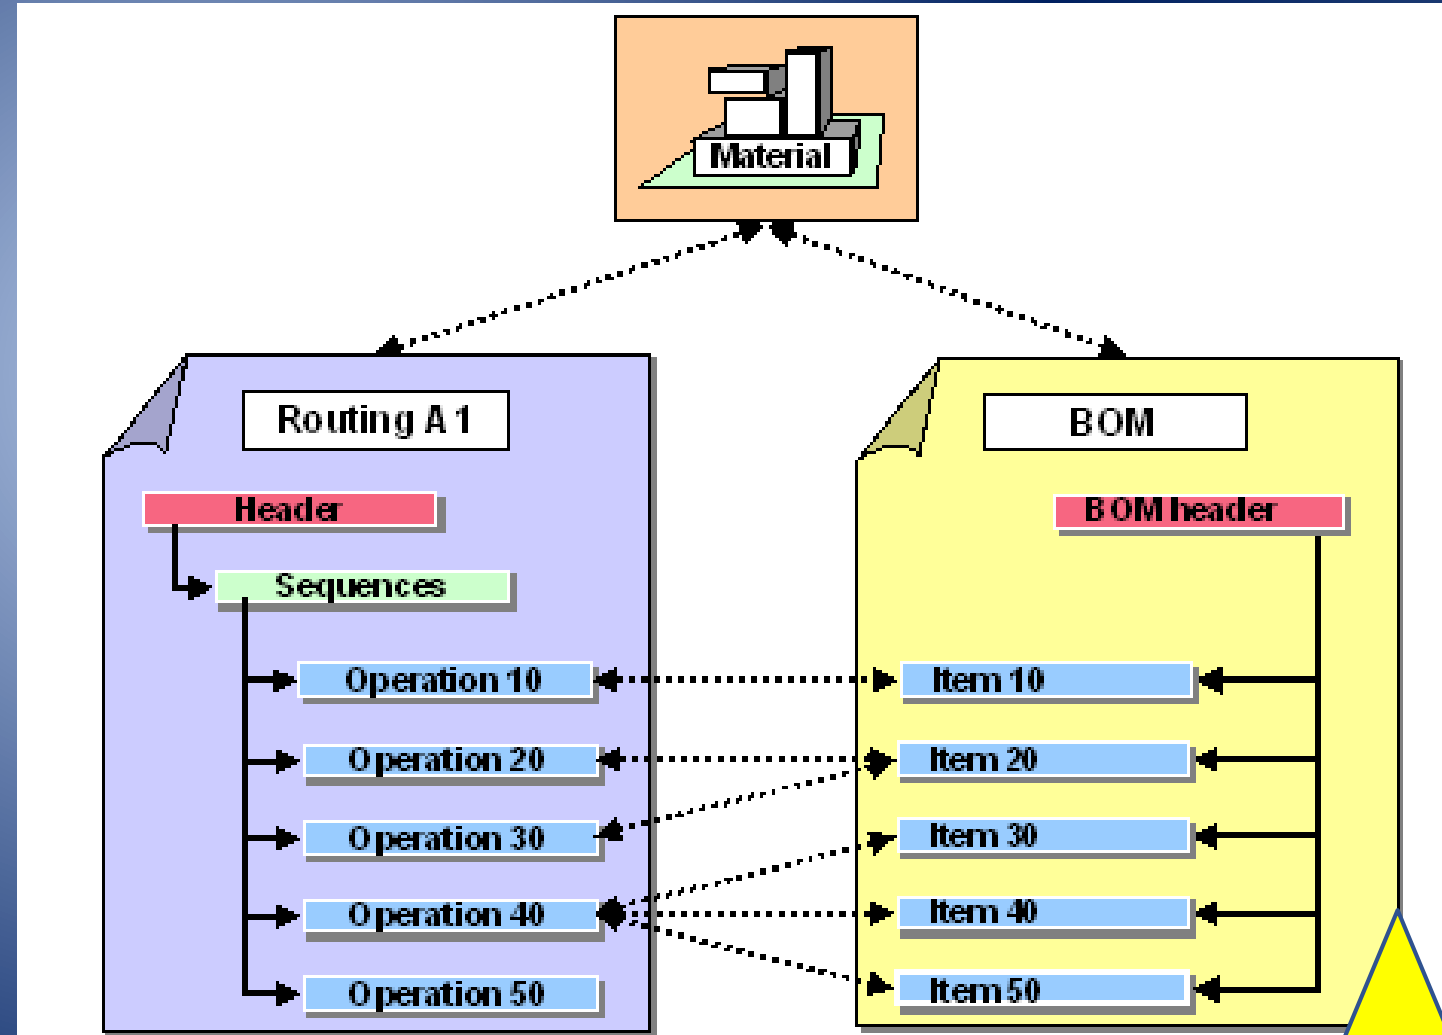 Material
Routing A1
BOM
Header
BOM header
Sequences
Operation 10
Item 10
Operation 20
Item 20
Operation 30
Item 30
Operation 40
Item 40
Operation 50
Item 50